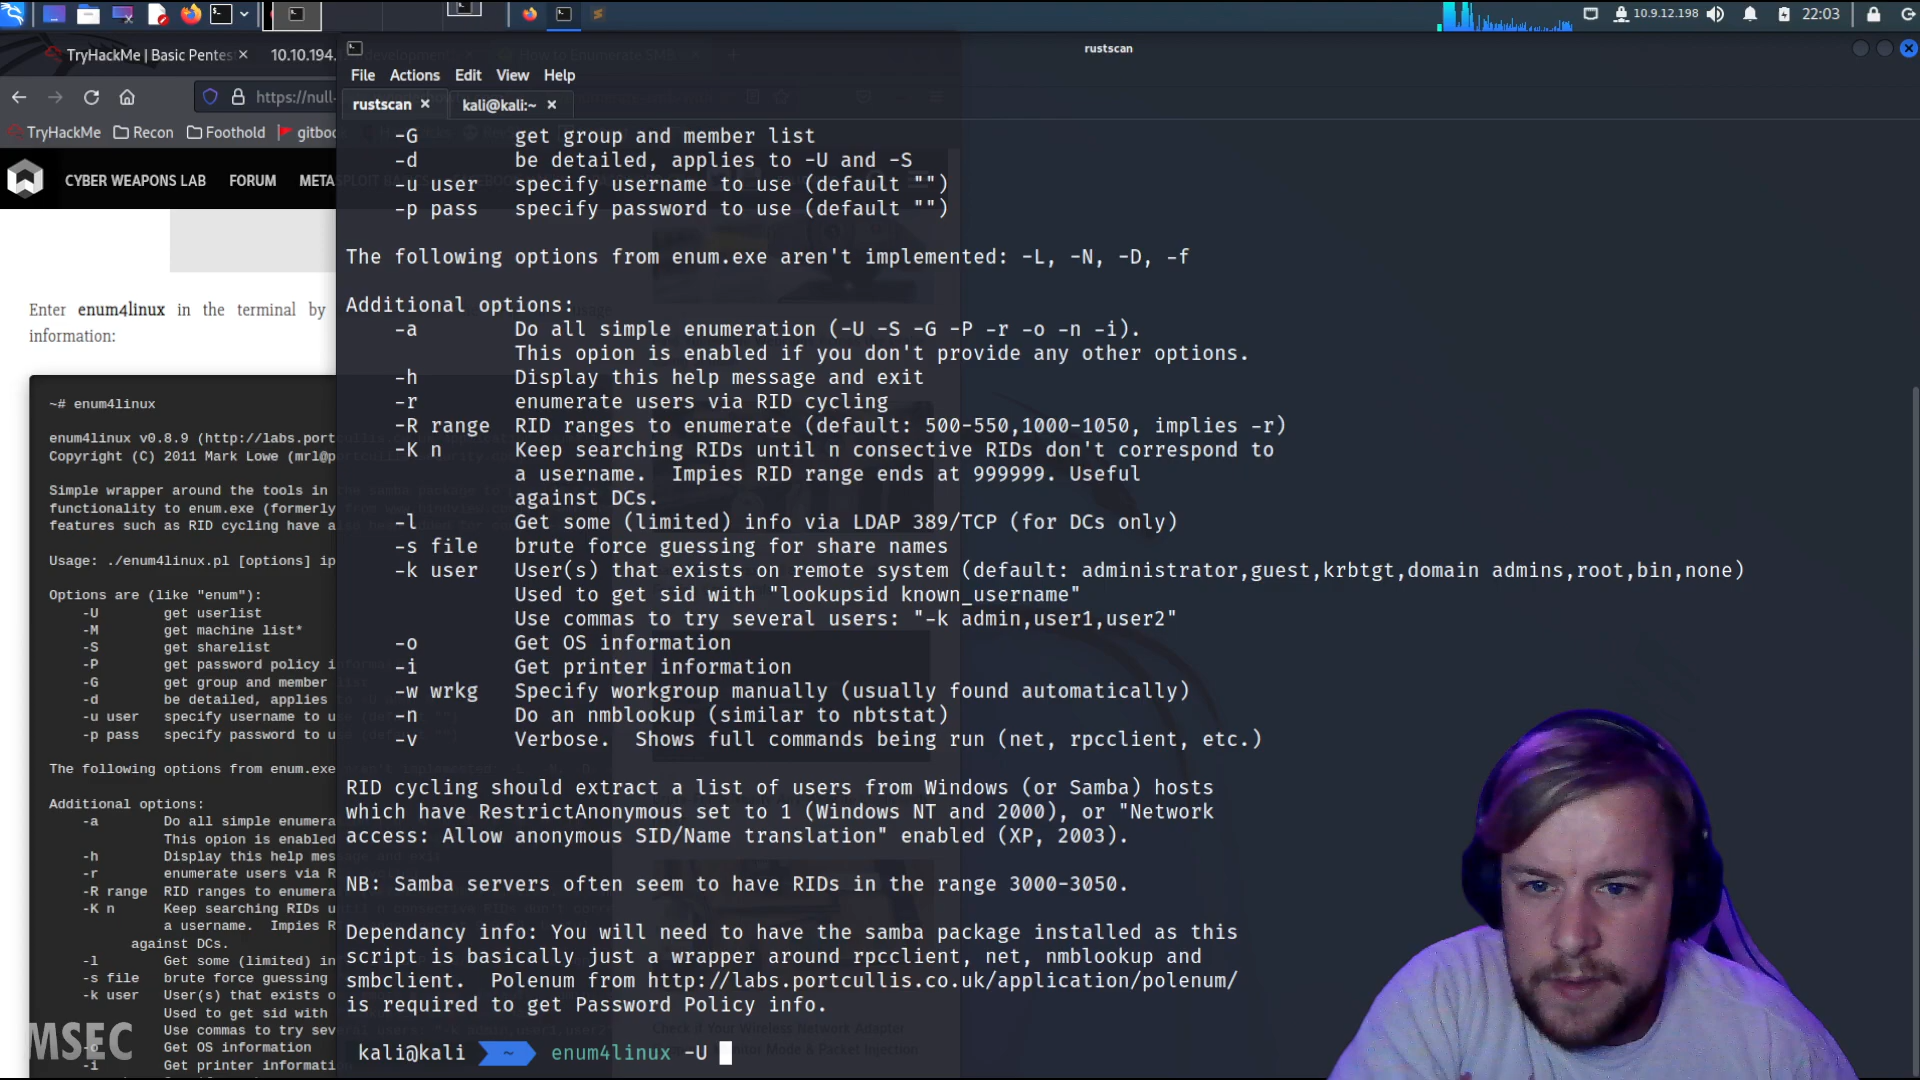 10.9.12.198
22:03
rustscan
TryHackMe | Basic Pentes
10.10.194.
File Actions Edit View Help
https://null-
rustscan
kali@kali:~
TryHackMe
Recon
Foothold
CYBER WEAPONS LAB
FORUM
Enter enum4linux in the terminal by
information:
~# enum4linux
enum4linux v0.8.9 (http://labs.port
Copyright (C) 2011 Mark Lowe (mrl@p
Simple wrapper around the tools in
functionality to enum.exe (formerly
features such as RID cycling have a
Usage: ./enum4linux.pl [options] ip
Options are (like "enum"):
-U get userlist
-M get machine list*
-S get sharelist
-P get password policy i
-G get group and member
-d be detailed, applies
-u user specify username to u
-p pass specify password to u
The following options from enum.exe
Additional options:
-a Do all simple enumera
This opion is enabled
-h Display this help mes
-r enumerate users via R
-R range RID ranges to enumera
-K n Keep searching RIDs u
a username. Impies R
against DCs.
-l Get some (limited) in
-s file brute force guessing
-k user User(s) that exists o
Used to get sid with
Use commas to try sev
-o Get OS information
-i Get printer informat
MSEC
-G get group and member list
-d be detailed, applies to -U and -S
-u user specify username to use (default "")
-p pass specify password to use (default "")
The following options from enum.exe aren't implemented: -L, -N, -D, -f
Additional options:
-a Do all simple enumeration (-U -S -G -P -r -o -n -i).
This opion is enabled if you don't provide any other options.
-h Display this help message and exit
-r enumerate users via RID cycling
-R range RID ranges to enumerate (default: 500-550,1000-1050, implies -r)
-K n Keep searching RIDs until n consective RIDs don't correspond to
a username. Impies RID range ends at 999999. Useful
against DCs.
-l Get some (limited) info via LDAP 389/TCP (for DCs only)
-s file brute force guessing for share names
-k user User(s) that exists on remote system (default: administrator,guest,krbtgt,domain admins,root,bin,none)
Used to get sid with "lookupsid known_username"
Use commas to try several users: "-k admin,user1,user2"
-o Get OS information
-i Get printer information
-w wrkg Specify workgroup manually (usually found automatically)
-n Do an nmblookup (similar to nbtstat)
-v Verbose. Shows full commands being run (net, rpcclient, etc.)
RID cycling should extract a list of users from Windows (or Samba) hosts
which have RestrictAnonymous set to 1 (Windows NT and 2000), or "Network
access: Allow anonymous SID/Name translation" enabled (XP, 2003).
NB: Samba servers often seem to have RIDs in the range 3000-3050.
Dependancy info: You will need to have the samba package installed as this
script is basically just a wrapper around rpcclient, net, nmblookup and
smbclient. Polenum from http://labs.portcullis.co.uk/application/polenum/
is required to get Password Policy info.
kali@kali ~ enum4linux -U